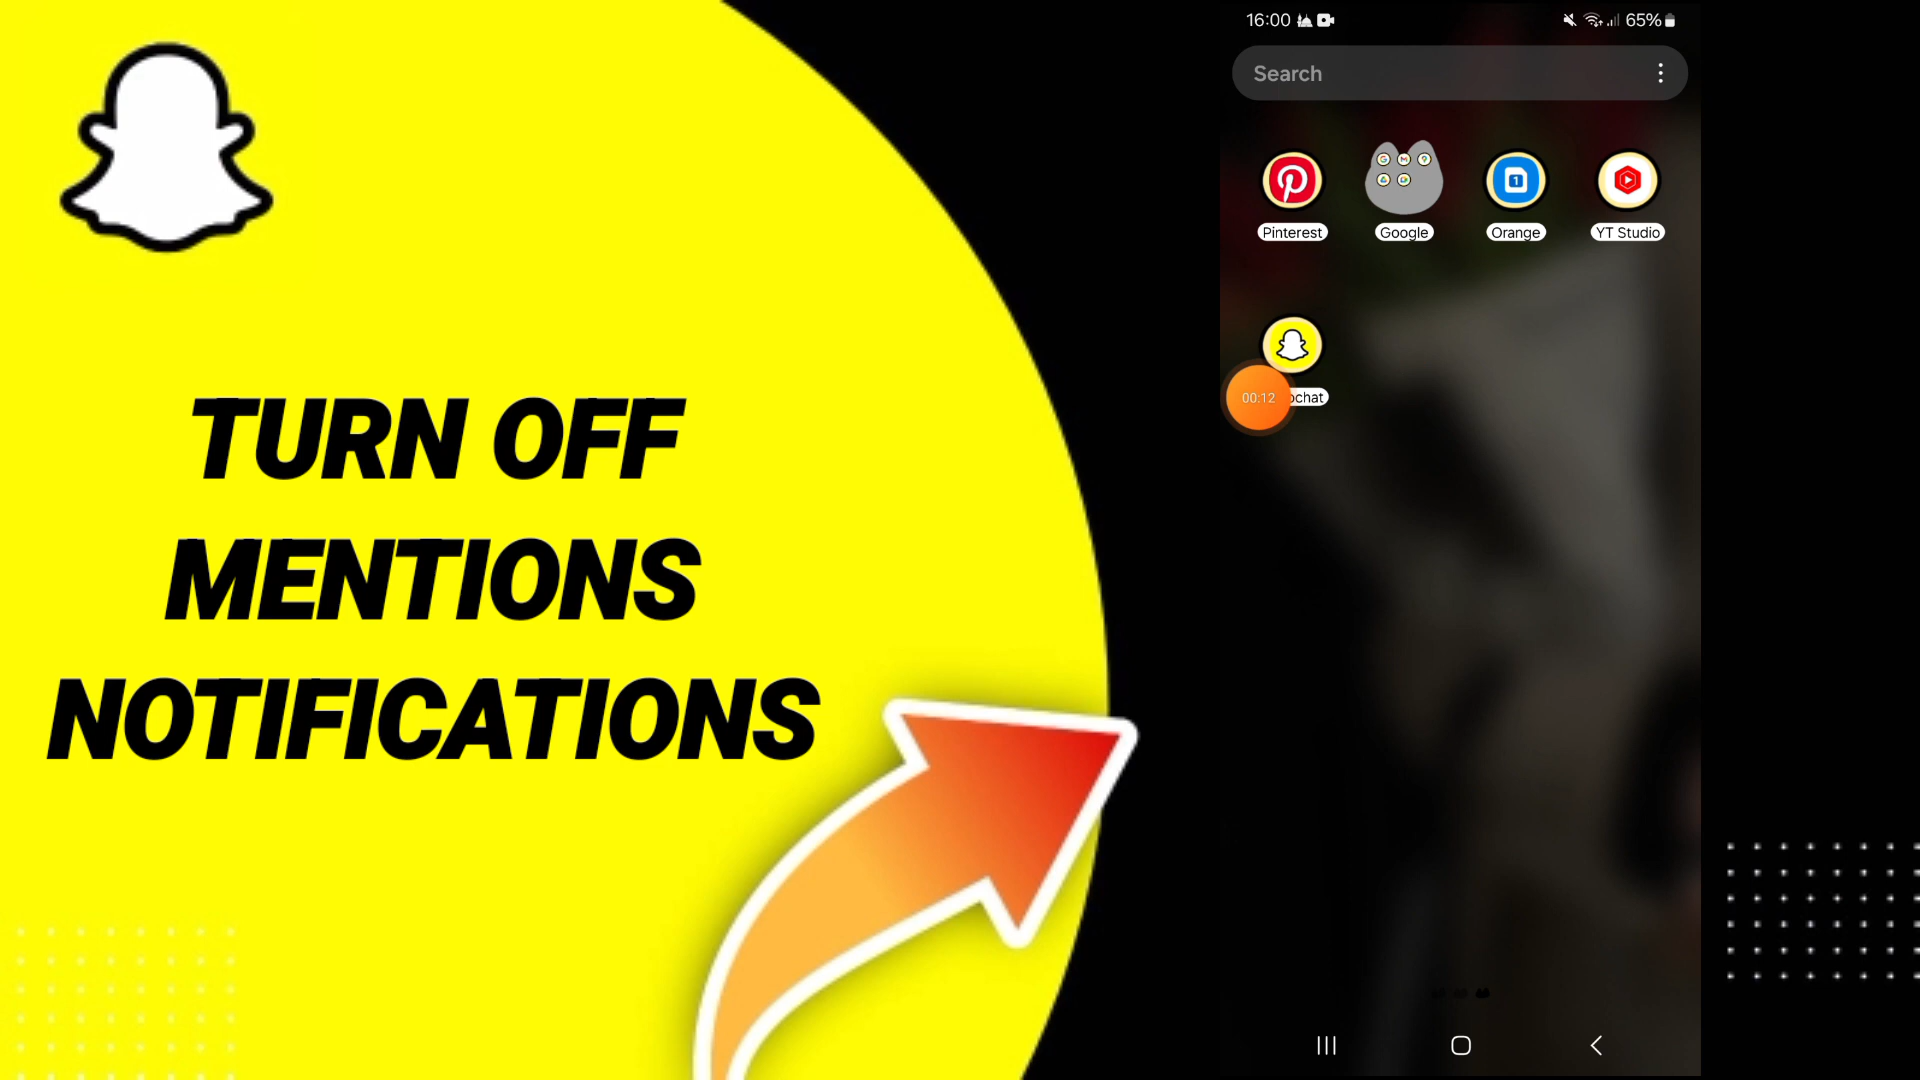 TURN OFF
MENTIONS
NOTIFICATIONS
16:00
65%
Search
Pinterest
Google
Orange
YT Studio
00:12
chat